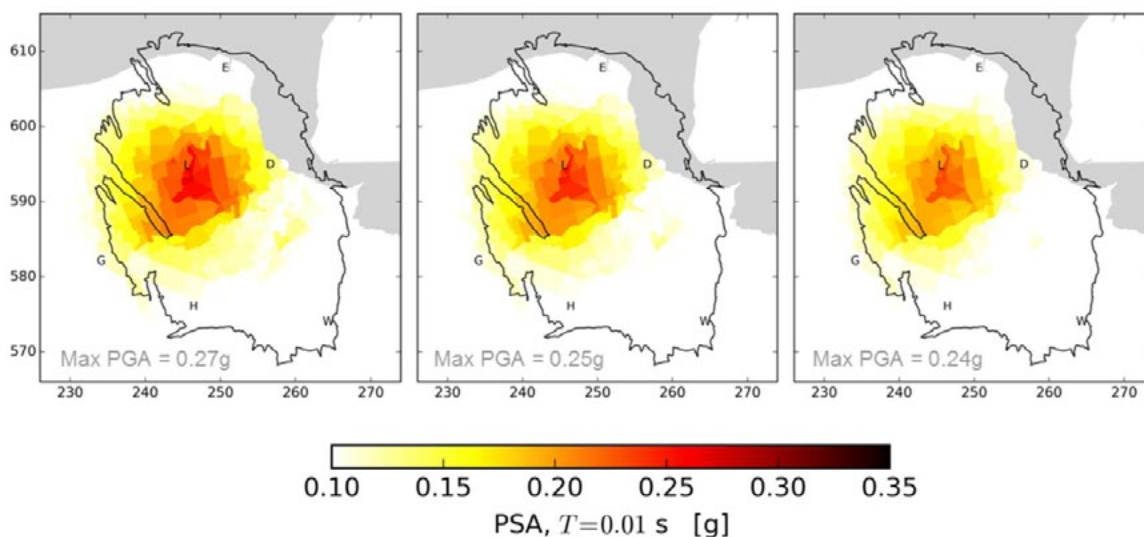 610
600
590
580
570
E
L
D
G
H
W
Max PGA = 0.27g
230 240 250 260 270
E
L
D
G
H
W
Max PGA = 0.25g
230 240 250 260 270
E
L
D
G
H
W
Max PGA = 0.24g
230 240 250 260 270
0.10 0.15 0.20 0.25 0.30 0.35
PSA, T=0.01 s [g]